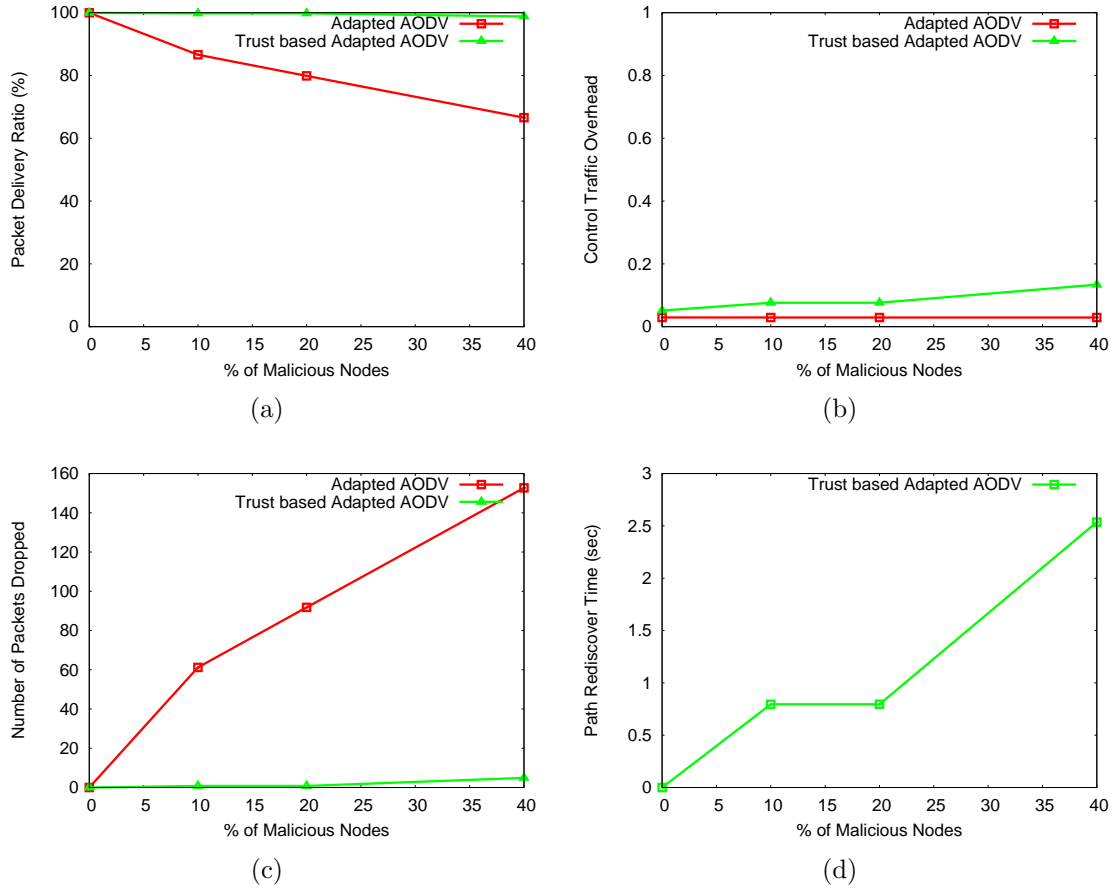 Packet Delivery Ratio (%)
100
80
60
40
20
0
Adapted AODV
Trust based Adapted AODV
0 5 10 15 20 25 30 35 40
% of Malicious Nodes
(a)
Control Traffic Overhead
1
0.8
0.6
0.4
0.2
0
Adapted AODV
Trust based Adapted AODV
0 5 10 15 20 25 30 35 40
% of Malicious Nodes
(b)
Number of Packets Dropped
160
140
120
100
80
60
40
20
0
Adapted AODV
Trust based Adapted AODV
0 5 10 15 20 25 30 35 40
% of Malicious Nodes
(c)
Path Rediscover Time (sec)
3
2.5
2
1.5
1
0.5
0
Trust based Adapted AODV
0 5 10 15 20 25 30 35 40
% of Malicious Nodes
(d)